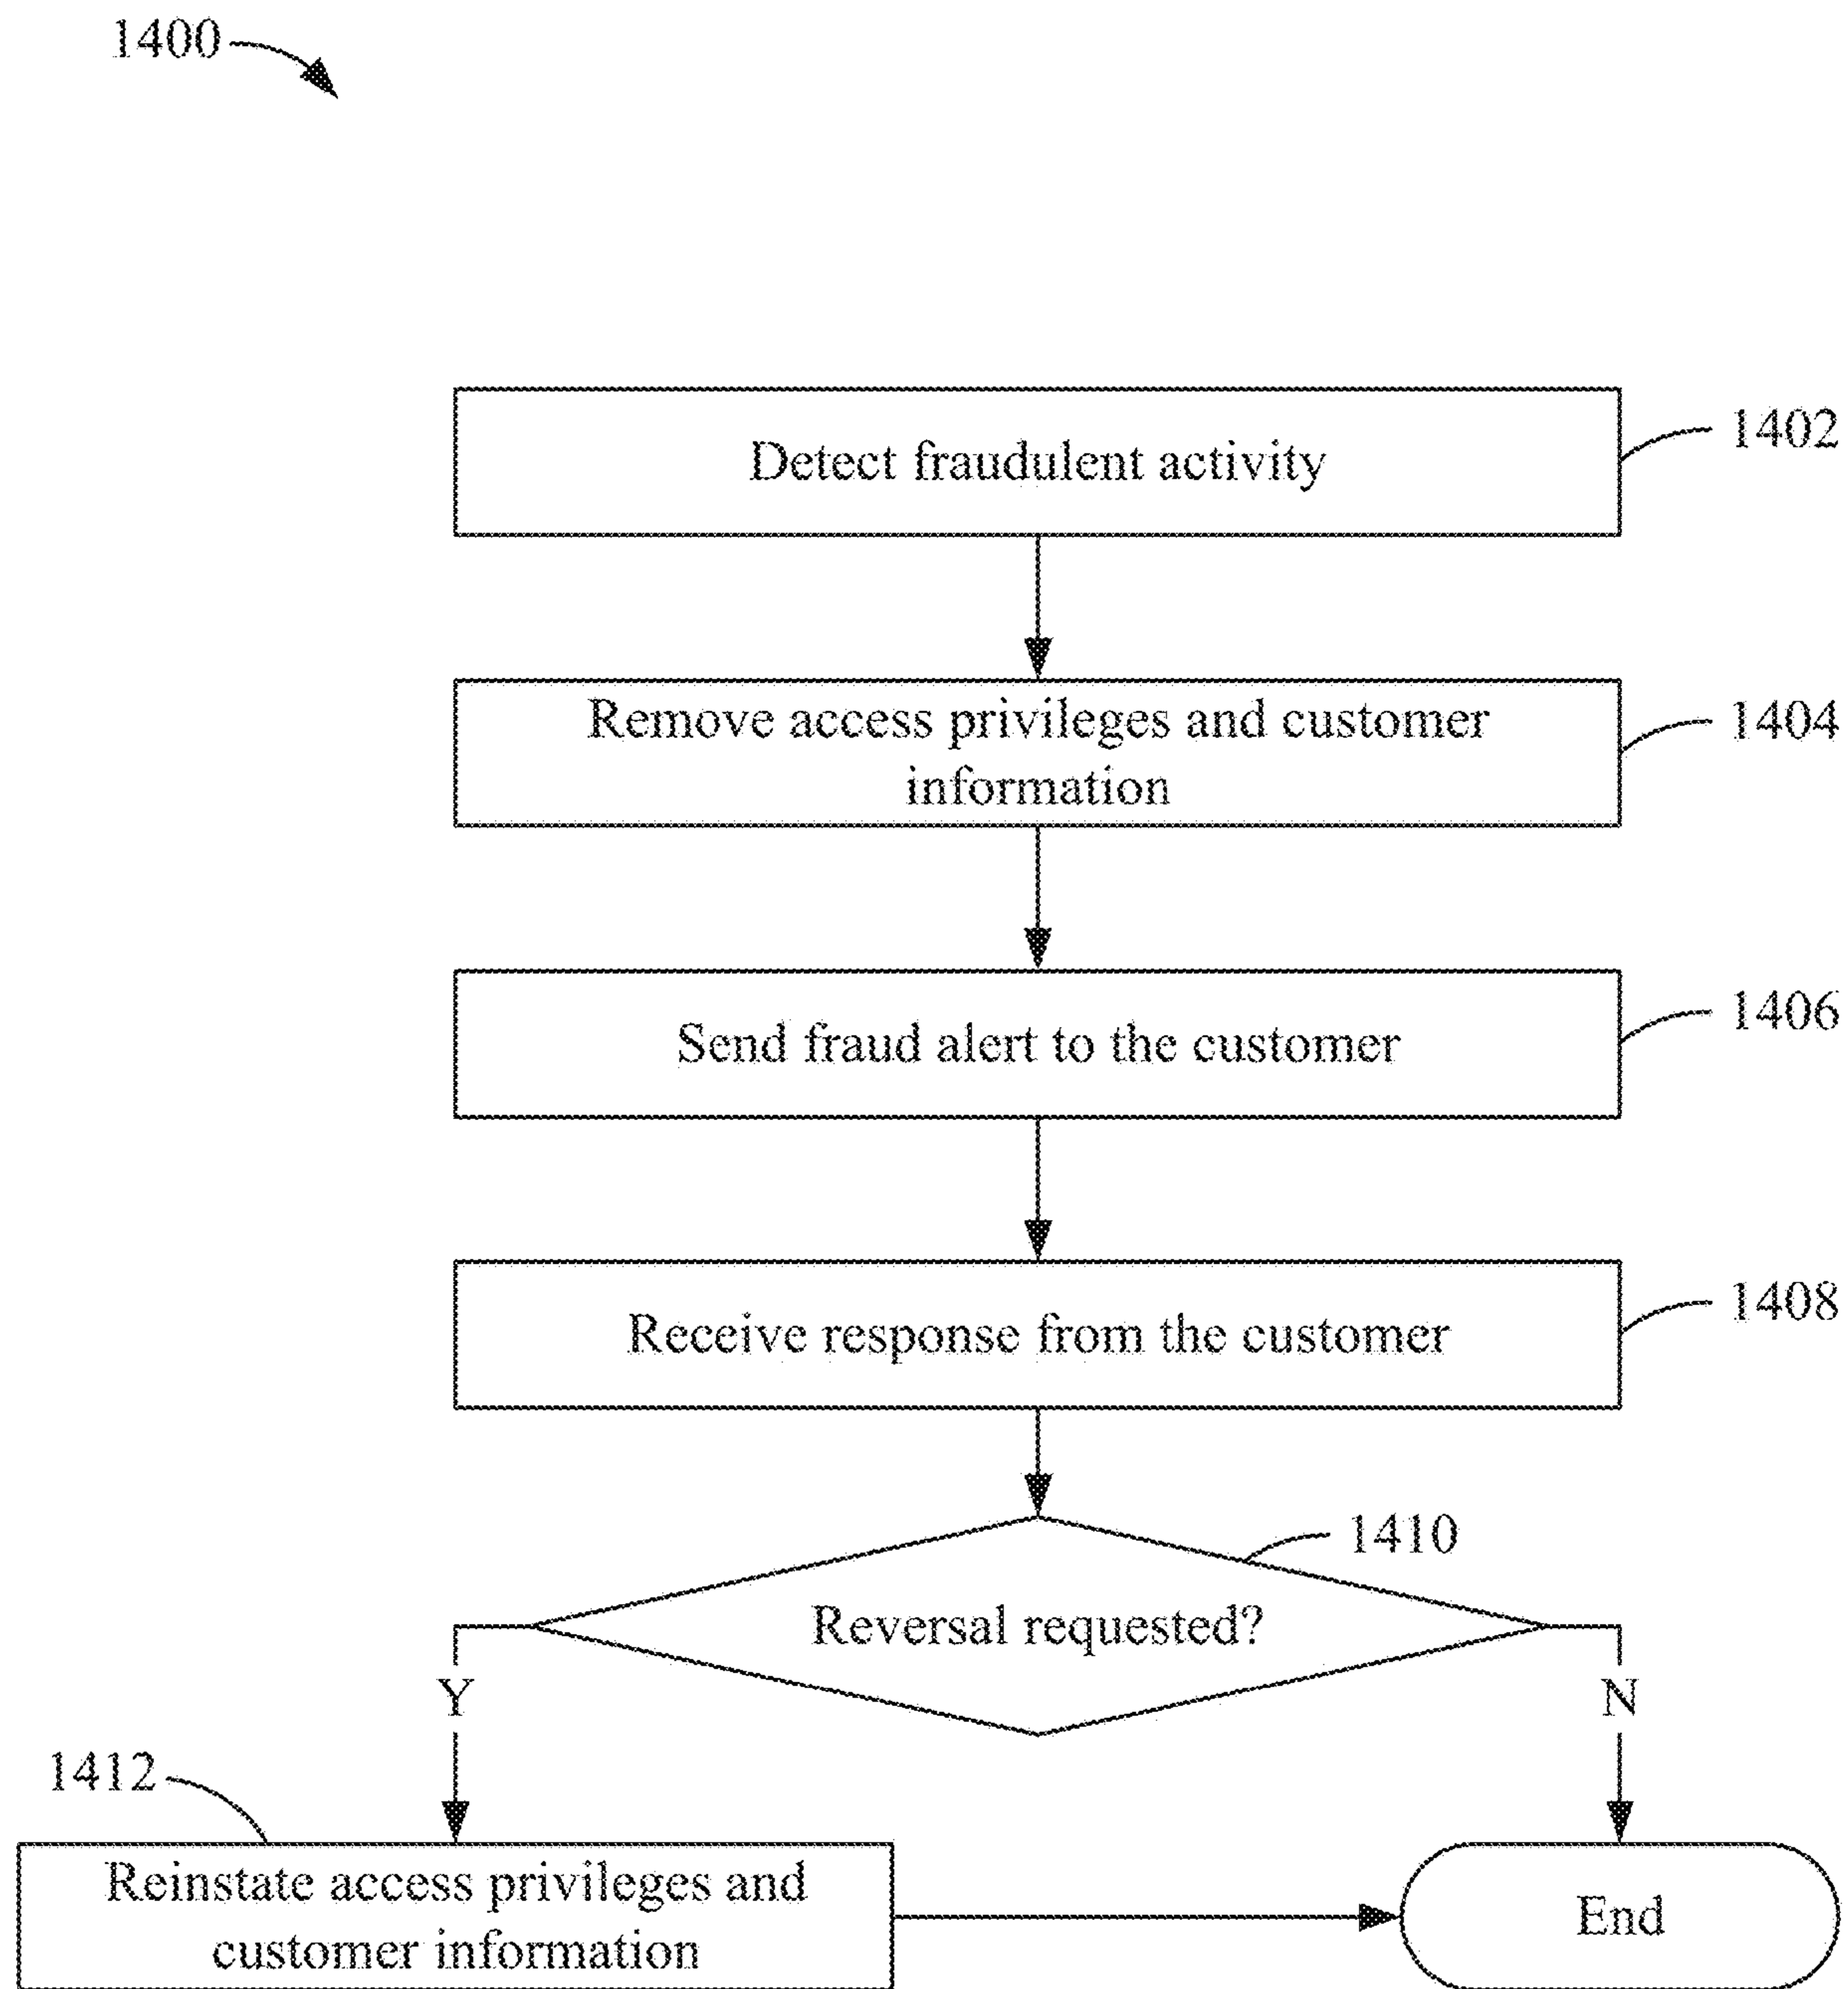 1400
Detect fraudulent activity
1402
Remove access privileges and customer
information
1404
Send fraud alert to the customer
1406
Receive response from the customer
1408
1410
Reversal requested?
Y
N
1412
Reinstate access privileges and
customer information
End